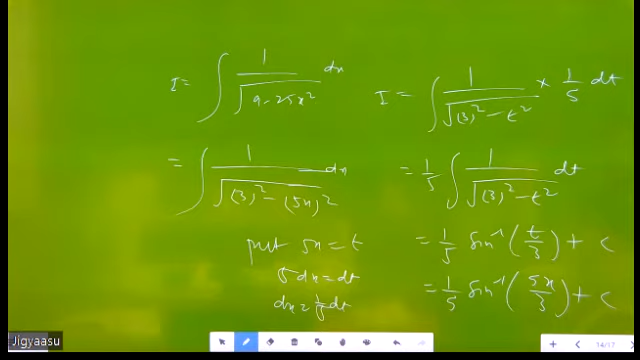 I = ∫ 1/√(9-25x²) dx
= ∫ 1/√((3)² - (5x)²) dx
put 5x = t
5dx = dt
dx = 1/5 dt
I = ∫ 1/√((3)² - t²) × 1/5 dt
= 1/5 ∫ 1/√((3)² - t²) dt
= 1/5 sin⁻¹(t/3) + c
= 1/5 sin⁻¹(5x/3) + c
Jigyaasu
14/17